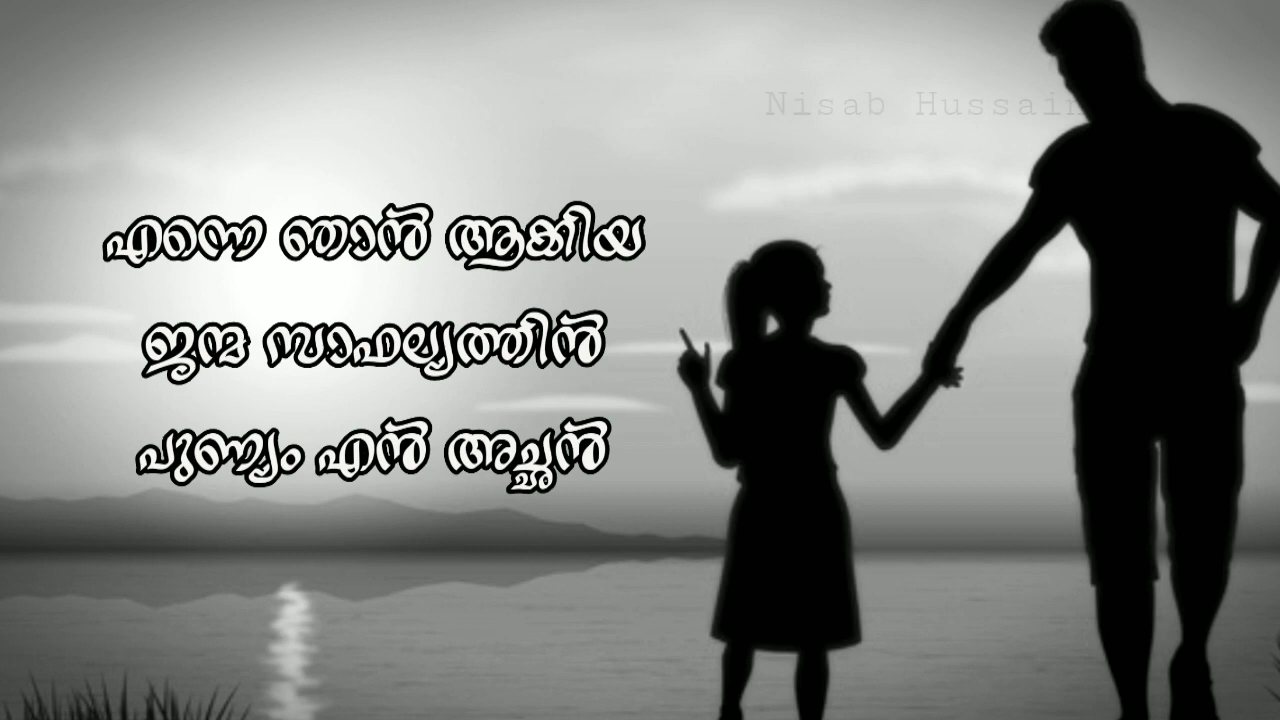 Nisab Hussain
എന്നെ ഞാൻ ആക്കിയ
ജന്മ സാഫല്യത്തിൻ
പുണ്യം എൻ അച്ഛൻ